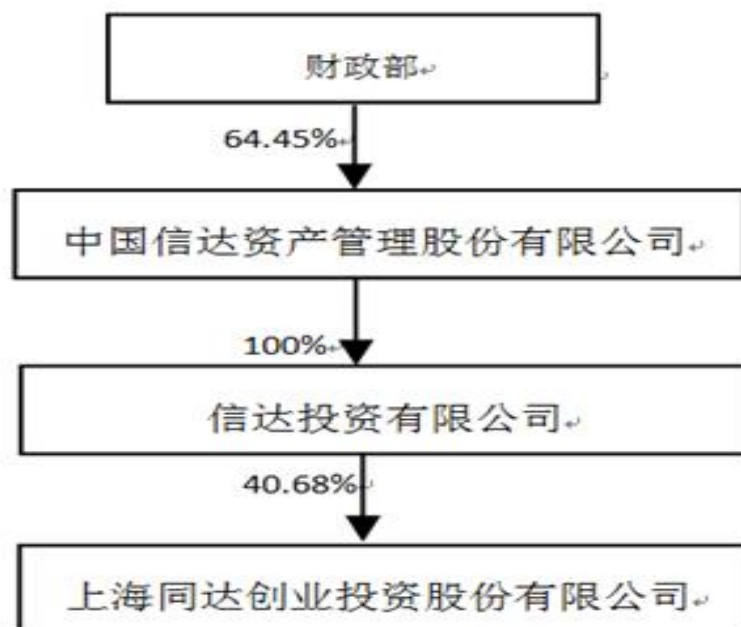 财政部
64.45%
中国信达资产管理股份有限公司
100%
信达投资有限公司
40.68%
上海同达创业投资股份有限公司